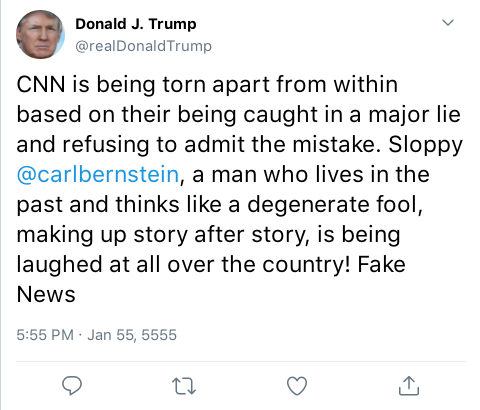 Donald J. Trump
@realDonaldTrump
CNN is being torn apart from within
based on their being caught in a major lie
and refusing to admit the mistake. Sloppy
@carlbernstein, a man who lives in the
past and thinks like a degenerate fool,
making up story after story, is being
laughed at all over the country! Fake
News
5:55 PM · Jan 55, 5555